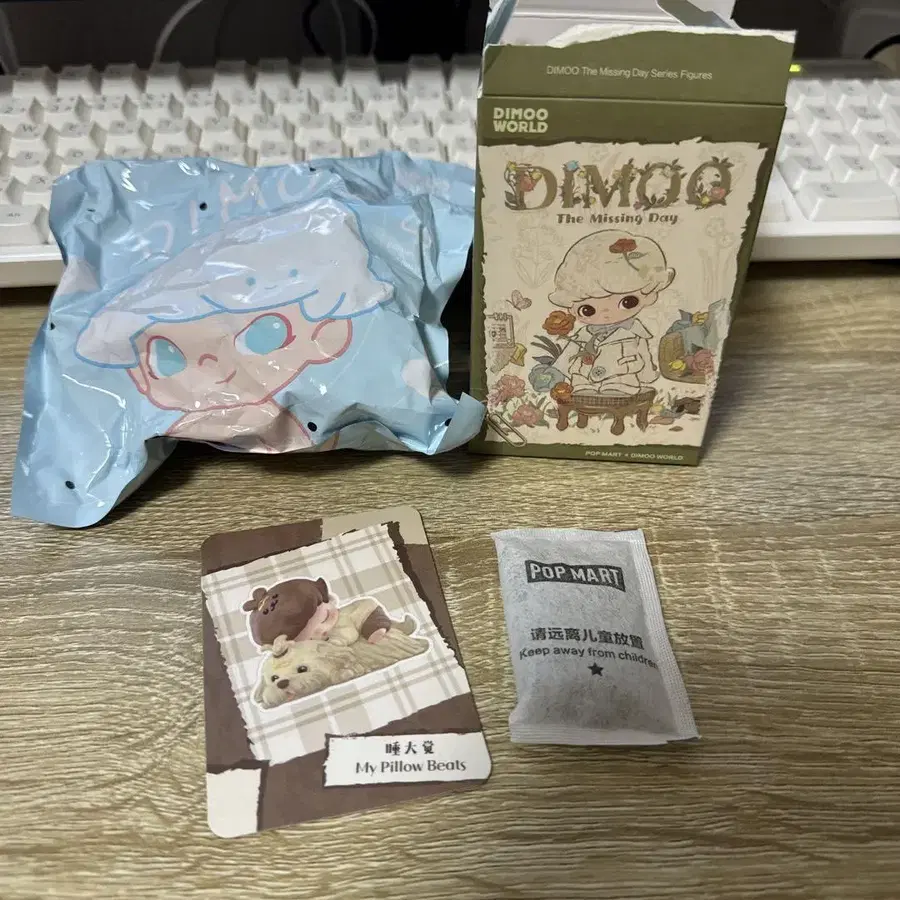 DIMOO The Missing Day Series Figures
DIMOO
WORLD
DIMOO
The Missing Day
POP MART × DIMOO WORLD
DIMO
POP MART
请远离儿童放置
Keep away from children
睡大觉
My Pillow Beats